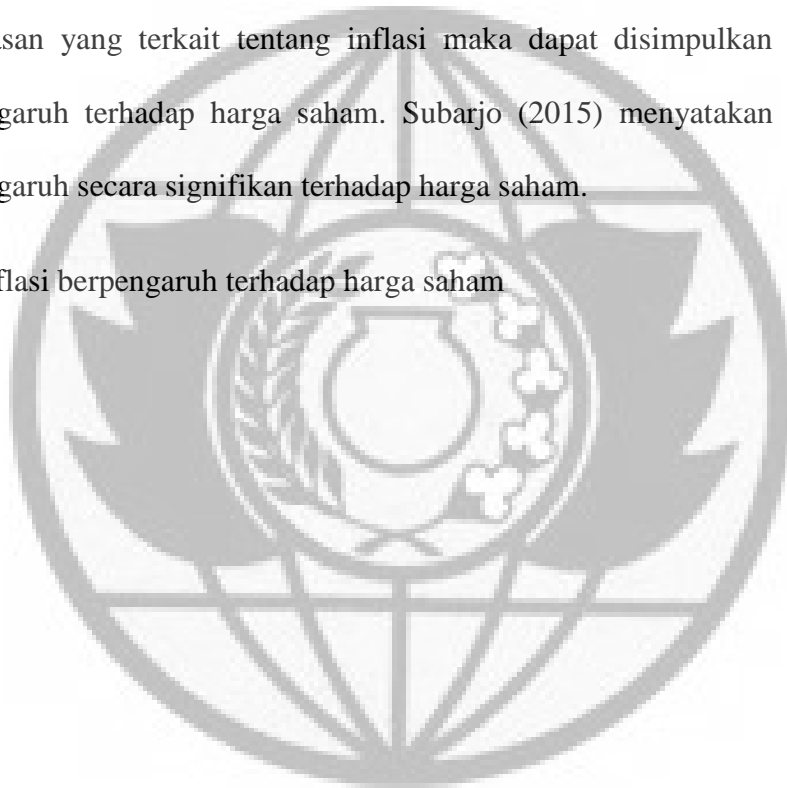 asan yang terkait tentang inflasi maka dapat disimpulkan
garuh terhadap harga saham. Subarjo (2015) menyatakan
garuh secara signifikan terhadap harga saham.
flasi berpengaruh terhadap harga saham